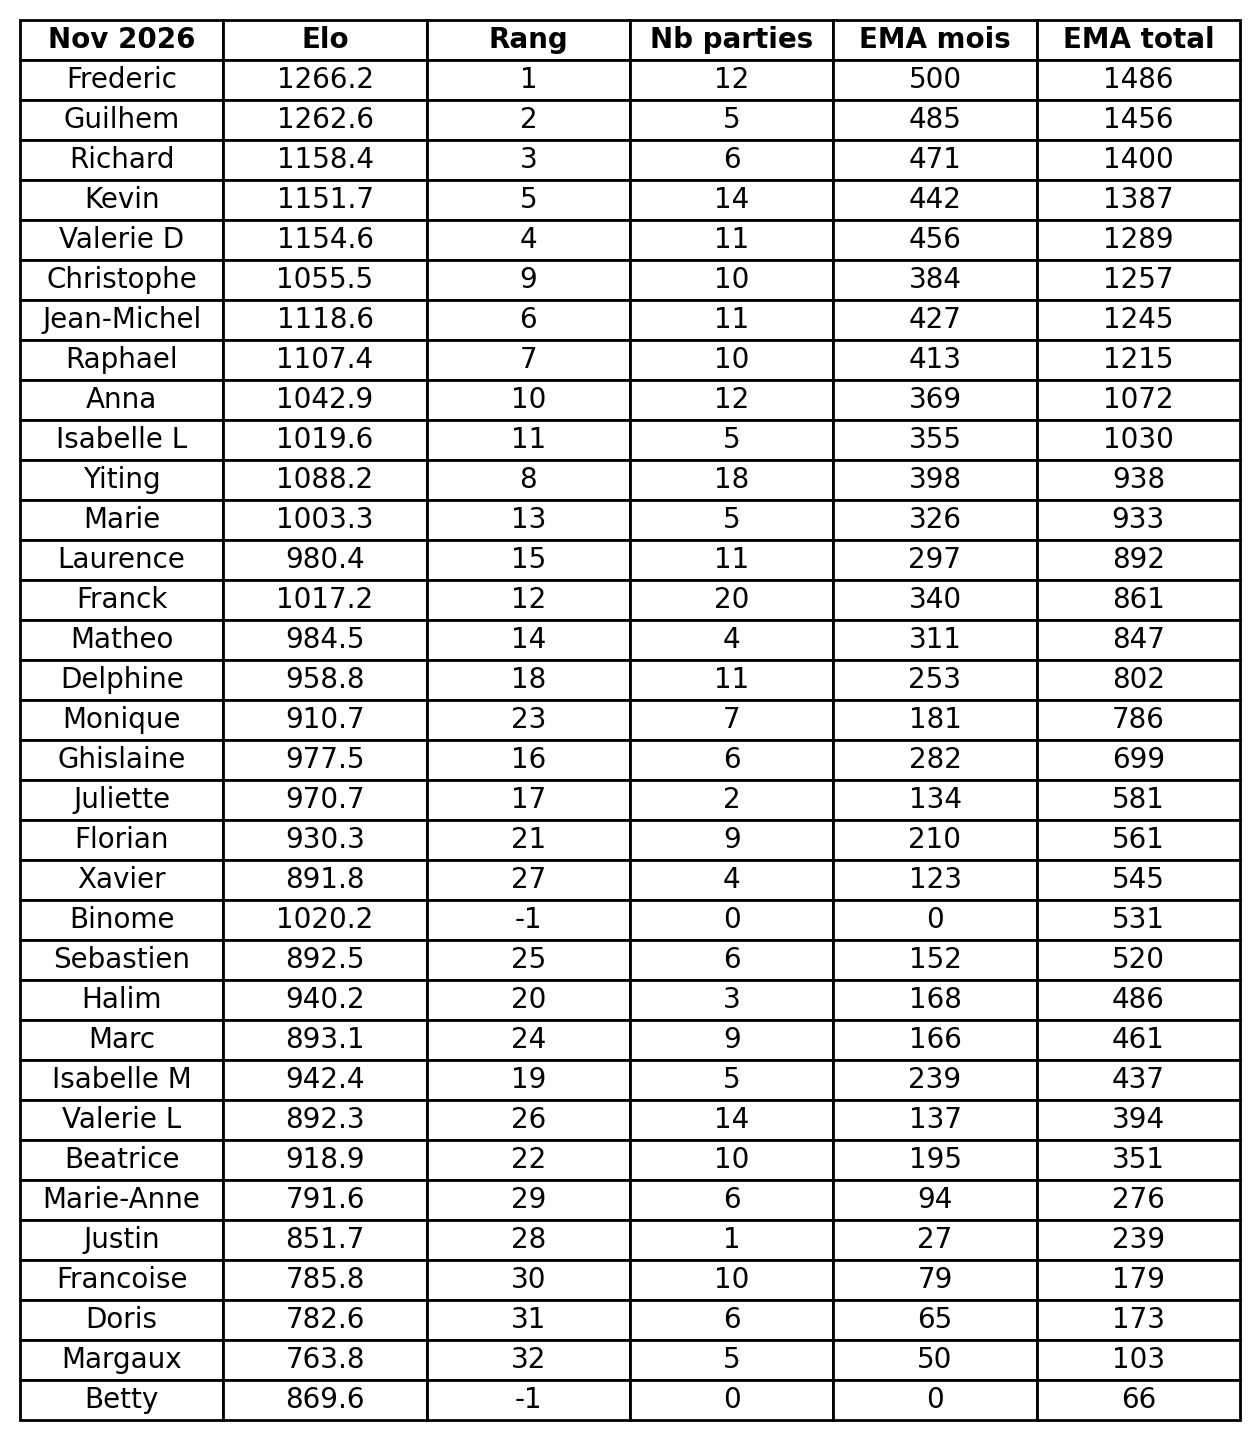 Nov 2026 Elo Rang Nb parties EMA mois EMA total
Frederic 1266.2 1 12 500 1486
Guilhem 1262.6 2 5 485 1456
Richard 1158.4 3 6 471 1400
Kevin 1151.7 5 14 442 1387
Valerie D 1154.6 4 11 456 1289
Christophe 1055.5 9 10 384 1257
Jean-Michel 1118.6 6 11 427 1245
Raphael 1107.4 7 10 413 1215
Anna 1042.9 10 12 369 1072
Isabelle L 1019.6 11 5 355 1030
Yiting 1088.2 8 18 398 938
Marie 1003.3 13 5 326 933
Laurence 980.4 15 11 297 892
Franck 1017.2 12 20 340 861
Matheo 984.5 14 4 311 847
Delphine 958.8 18 11 253 802
Monique 910.7 23 7 181 786
Ghislaine 977.5 16 6 282 699
Juliette 970.7 17 2 134 581
Florian 930.3 21 9 210 561
Xavier 891.8 27 4 123 545
Binome 1020.2 -1 0 0 531
Sebastien 892.5 25 6 152 520
Halim 940.2 20 3 168 486
Marc 893.1 24 9 166 461
Isabelle M 942.4 19 5 239 437
Valerie L 892.3 26 14 137 394
Beatrice 918.9 22 10 195 351
Marie-Anne 791.6 29 6 94 276
Justin 851.7 28 1 27 239
Francoise 785.8 30 10 79 179
Doris 782.6 31 6 65 173
Margaux 763.8 32 5 50 103
Betty 869.6 -1 0 0 66